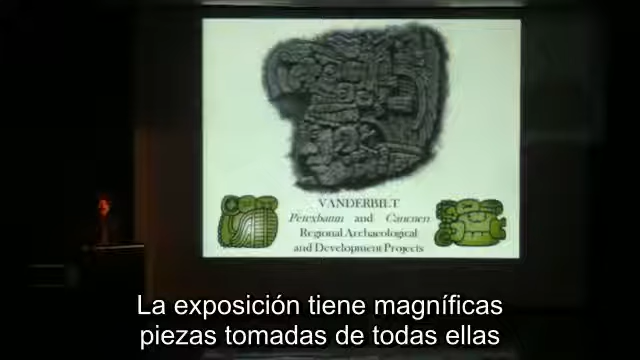 VANDERBILT
Petexbatun and Cancuen
Regional Archaeological
and Development Projects
La exposición tiene magníficas
piezas tomadas de todas ellas